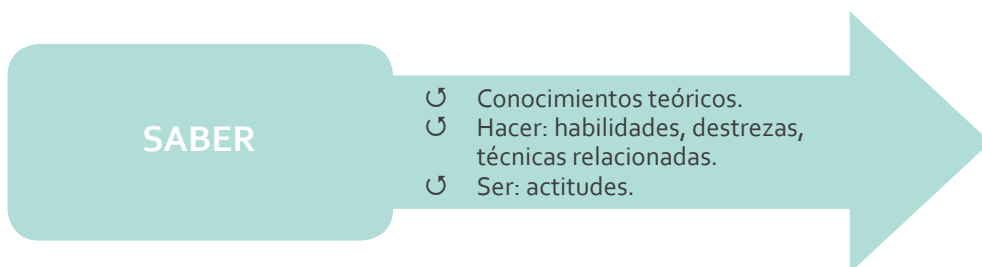 SABER
↺ Conocimientos teóricos.
↺ Hacer: habilidades, destrezas,
técnicas relacionadas.
↺ Ser: actitudes.